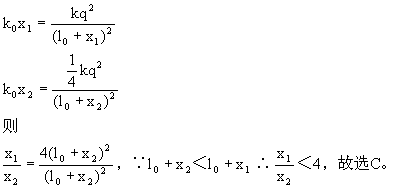 k₀x₁ = kq² / (l₀ + x₁)²
k₀x₂ = (1/4)kq² / (l₀ + x₂)²
则
x₁/x₂ = 4(l₀ + x₂)² / (l₀ + x₂)², ∵l₀ + x₂＜l₀ + x₁ ∴ x₁/x₂＜4, 故选C。